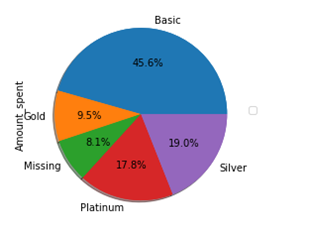 Basic
45.6%
Amount_spent
Gold
9.5%
8.1%
19.0%
Missing
17.8%
Silver
Platinum